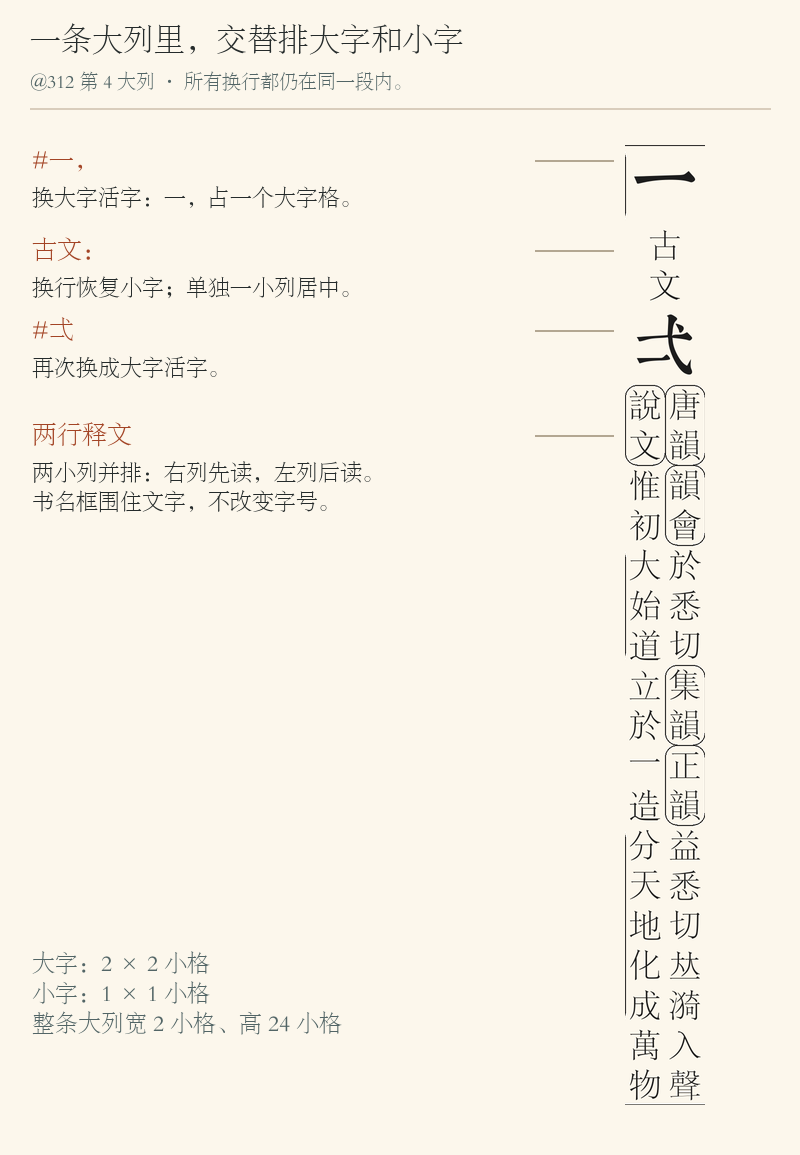 一条大列里，交替排大字和小字
@312 第 4 大列 · 所有换行都仍在同一段内。
#一，
换大字活字：一，占一个大字格。
古文：
换行恢复小字；单独一小列居中。
#弌
再次换成大字活字。
两行释文
两小列并排：右列先读，左列后读。
书名框围住文字，不改变字号。
大字：2 × 2 小格
小字：1 × 1 小格
整条大列宽 2 小格、高 24 小格
一
古文
弌
唐韻韻會於悉切集韻正韻益悉切𡘋漪入聲
說文惟初大始道立於一造分天地化成萬物